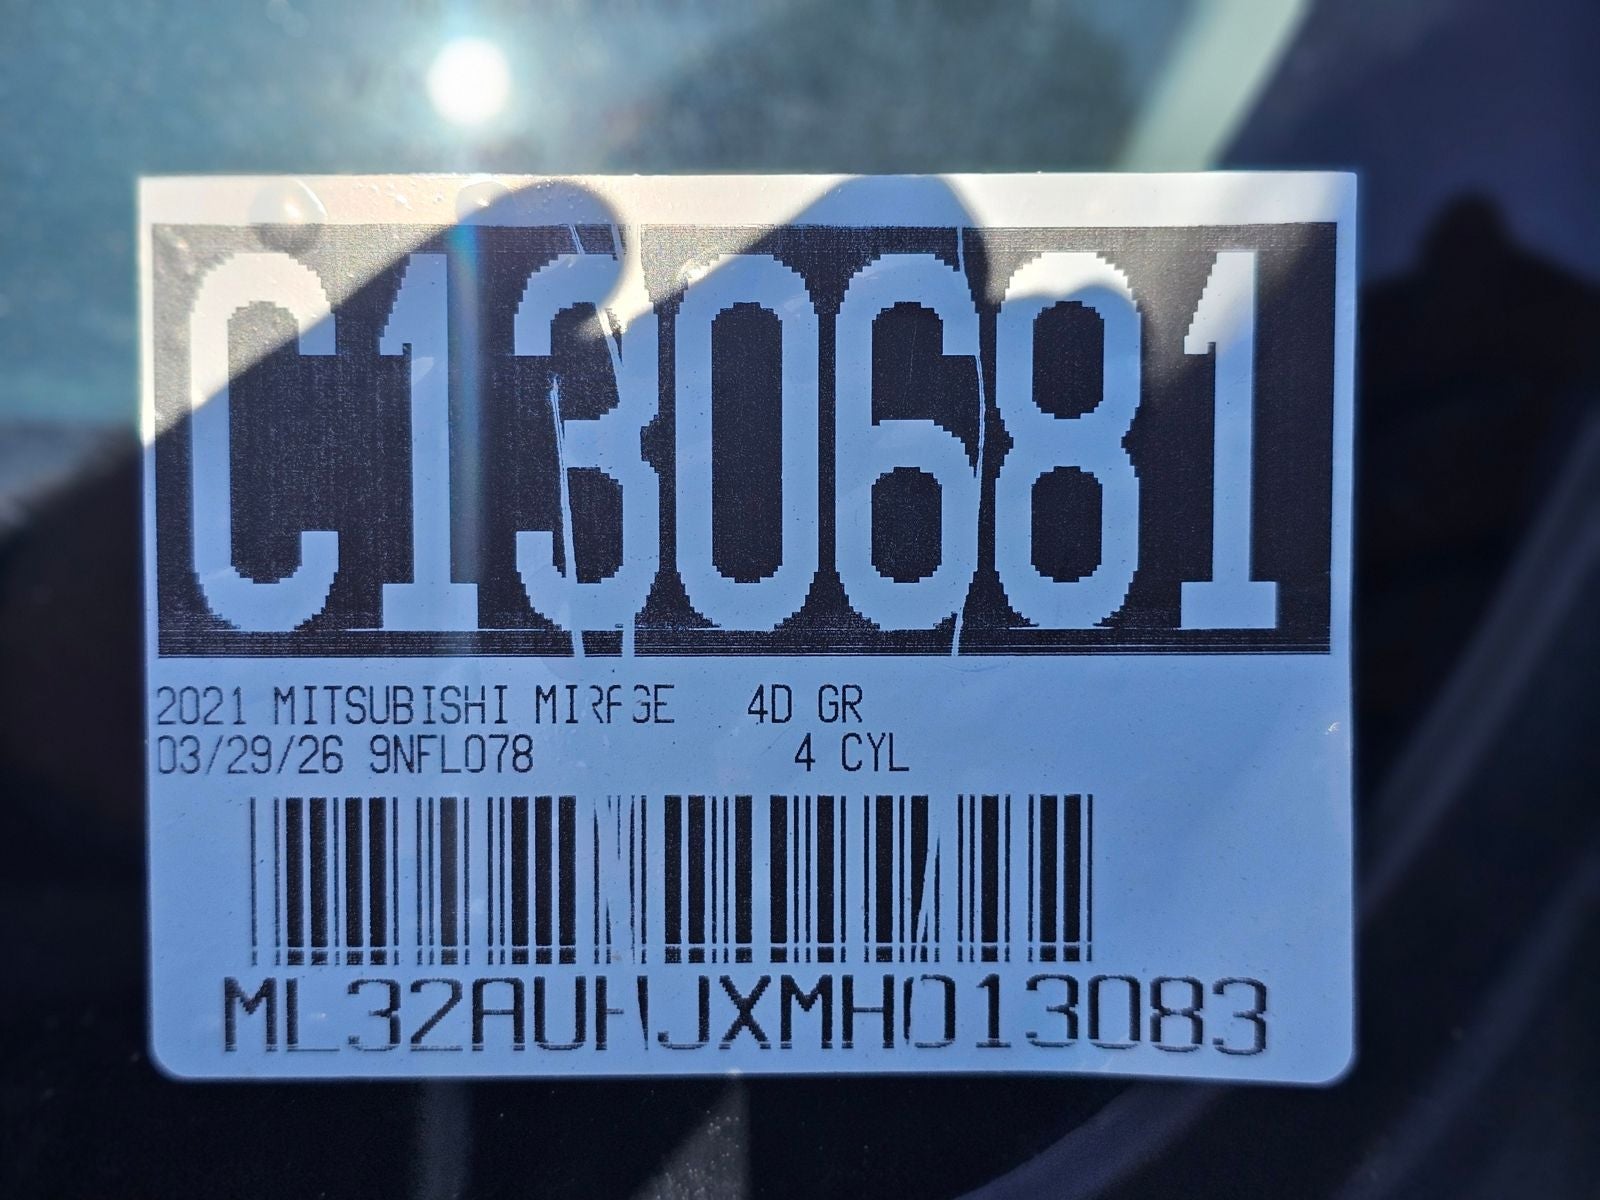 C130681
2021 MITSUBISHI MIRAGE 4D GR
03/29/26 9NFL078 4 CYL
ML32AUHJXMH013083